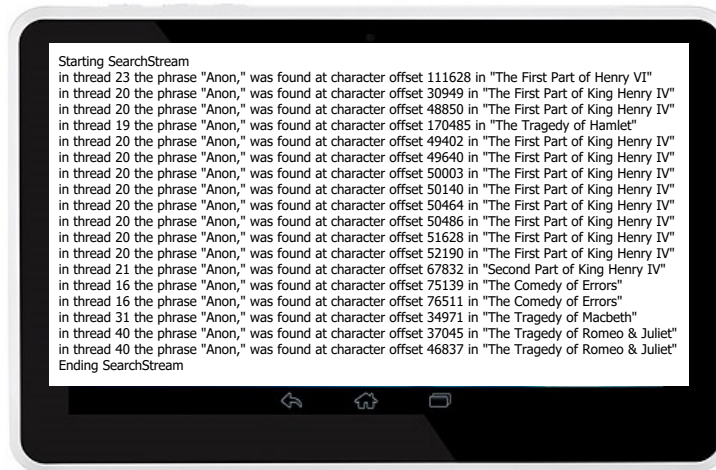 Starting SearchStream
in thread 23 the phrase "Anon," was found at character offset 111628 in "The First Part of Henry VI"
in thread 20 the phrase "Anon," was found at character offset 30949 in "The First Part of King Henry IV"
in thread 20 the phrase "Anon," was found at character offset 48850 in "The First Part of King Henry IV"
in thread 19 the phrase "Anon," was found at character offset 170485 in "The Tragedy of Hamlet"
in thread 20 the phrase "Anon," was found at character offset 49402 in "The First Part of King Henry IV"
in thread 20 the phrase "Anon," was found at character offset 49640 in "The First Part of King Henry IV"
in thread 20 the phrase "Anon," was found at character offset 50003 in "The First Part of King Henry IV"
in thread 20 the phrase "Anon," was found at character offset 50140 in "The First Part of King Henry IV"
in thread 20 the phrase "Anon," was found at character offset 50464 in "The First Part of King Henry IV"
in thread 20 the phrase "Anon," was found at character offset 50486 in "The First Part of King Henry IV"
in thread 20 the phrase "Anon," was found at character offset 51628 in "The First Part of King Henry IV"
in thread 20 the phrase "Anon," was found at character offset 52190 in "The First Part of King Henry IV"
in thread 21 the phrase "Anon," was found at character offset 67832 in "Second Part of King Henry IV"
in thread 16 the phrase "Anon," was found at character offset 75139 in "The Comedy of Errors"
in thread 16 the phrase "Anon," was found at character offset 76511 in "The Comedy of Errors"
in thread 31 the phrase "Anon," was found at character offset 34971 in "The Tragedy of Macbeth"
in thread 40 the phrase "Anon," was found at character offset 37045 in "The Tragedy of Romeo & Juliet"
in thread 40 the phrase "Anon," was found at character offset 46837 in "The Tragedy of Romeo & Juliet"
Ending SearchStream